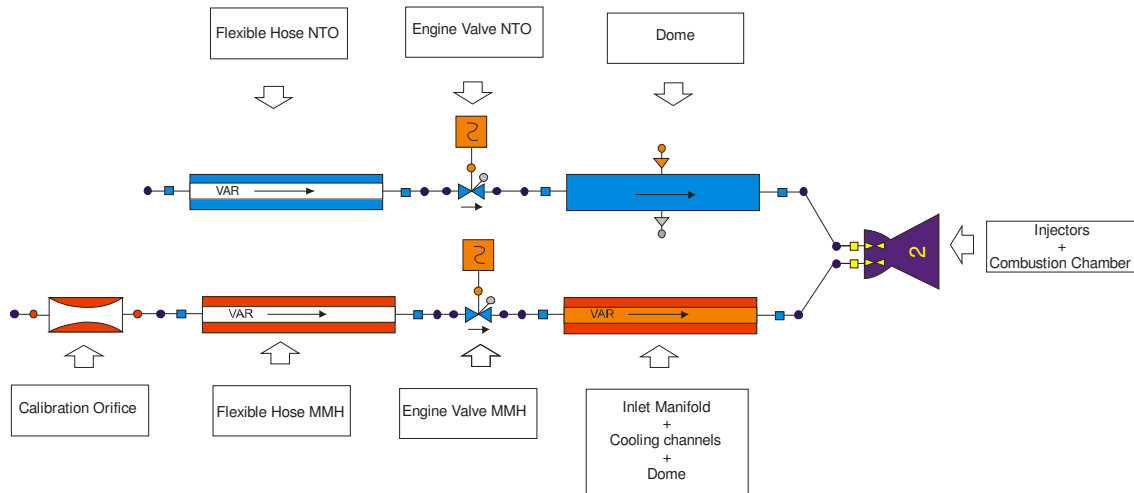 Flexible Hose NTO
Engine Valve NTO
Dome
VAR
2
Injectors
+
Combustion Chamber
VAR
VAR
Calibration Orifice
Flexible Hose MMH
Engine Valve MMH
Inlet Manifold
+
Cooling channels
+
Dome